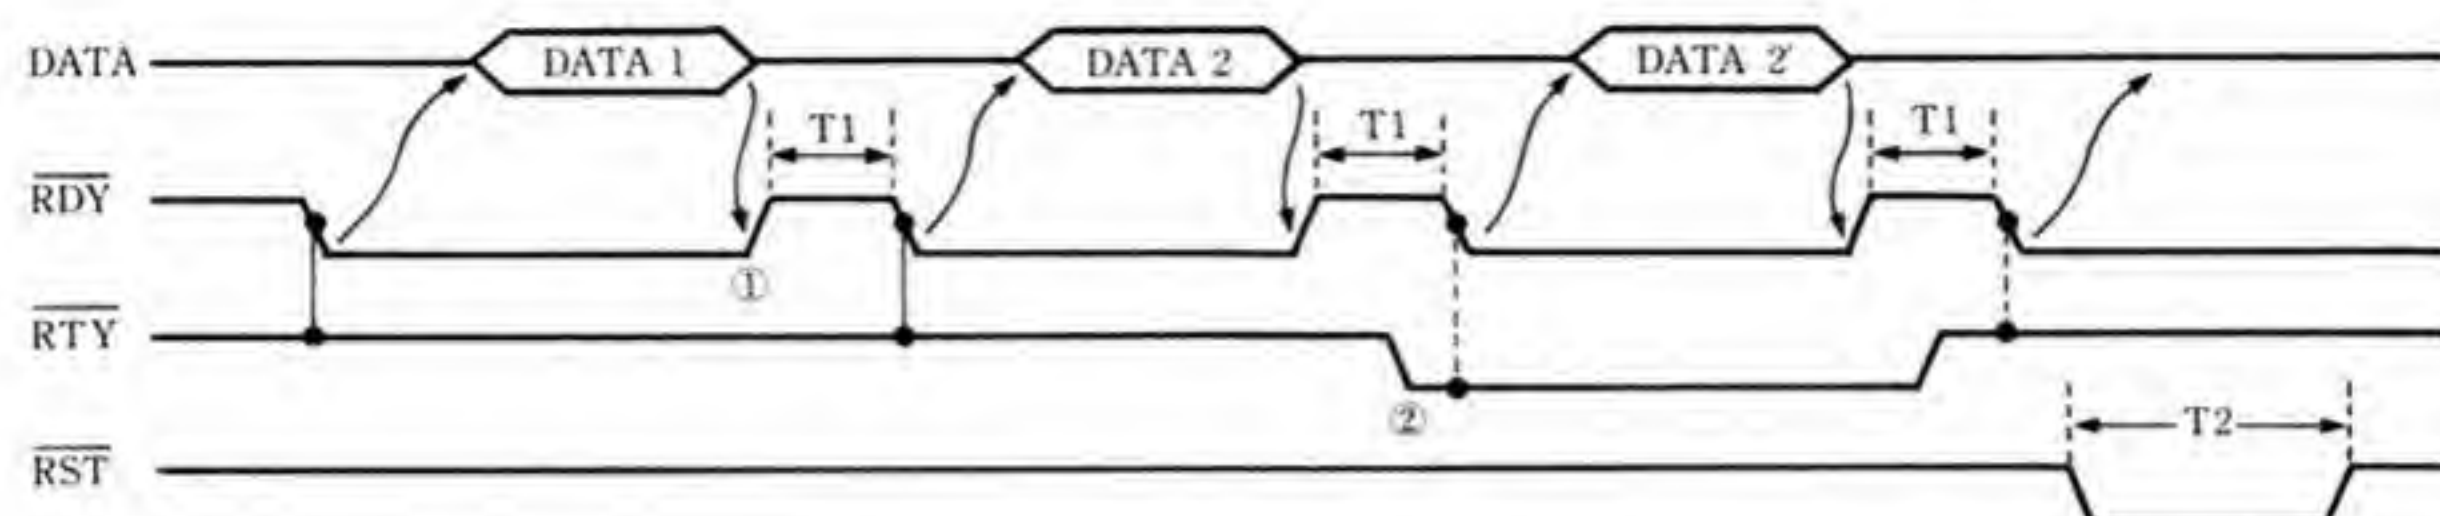 DATA DATA 1 DATA 2 DATA 2′
T1 T1 T1
RDY
①
RTY
②
T2
RST